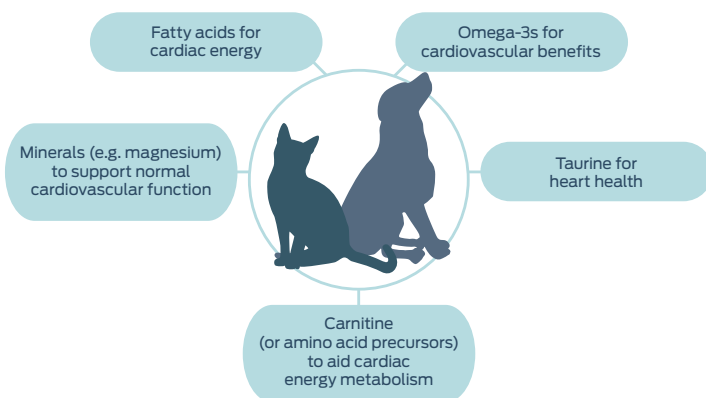 Fatty acids for
cardiac energy
Omega-3s for
cardiovascular benefits
Minerals (e.g. magnesium)
to support normal
cardiovascular function
Taurine for
heart health
Carnitine
(or amino acid precursors)
to aid cardiac
energy metabolism